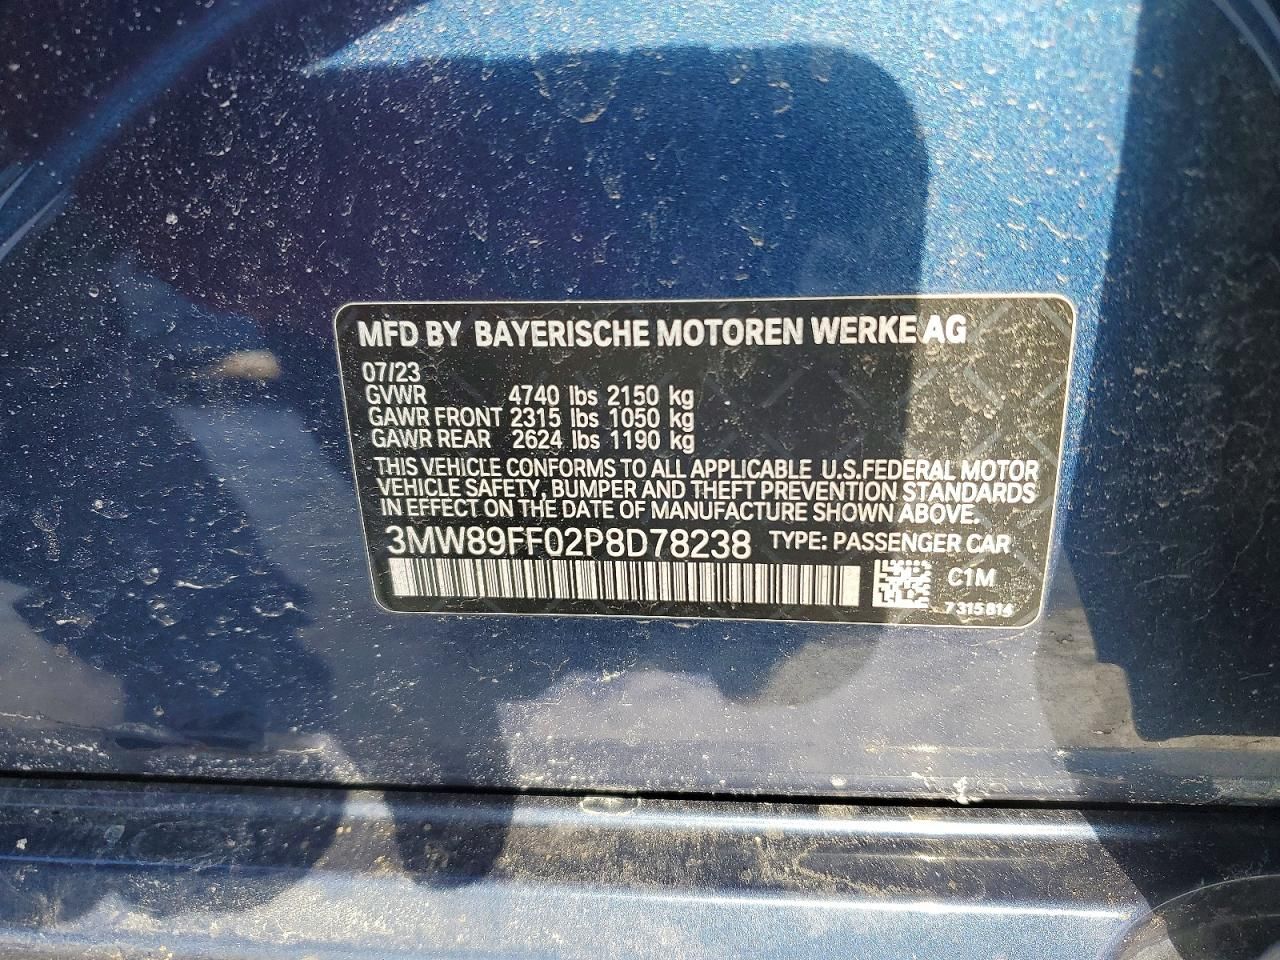 MFD BY BAYERISCHE MOTOREN WERKE AG
07/23
GVWR 4740 lbs 2150 kg
GAWR FRONT 2315 lbs 1050 kg
GAWR REAR 2624 lbs 1190 kg
THIS VEHICLE CONFORMS TO ALL APPLICABLE U.S.FEDERAL MOTOR
VEHICLE SAFETY, BUMPER AND THEFT PREVENTION STANDARDS
IN EFFECT ON THE DATE OF MANUFACTURE SHOWN ABOVE.
3MW89FF02P8D78238 TYPE: PASSENGER CAR
C1M
7 315 814